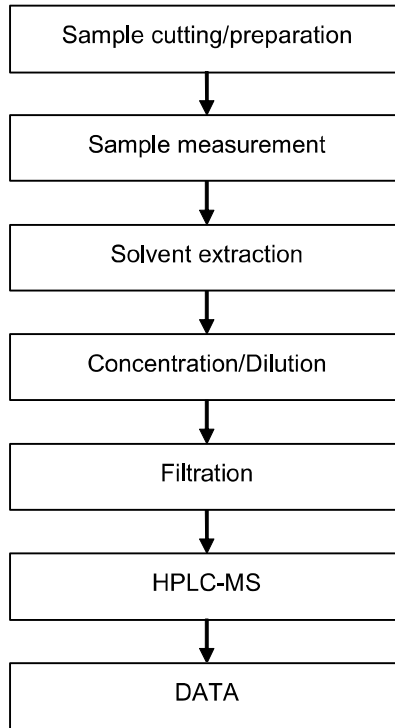 Sample cutting/preparation
Sample measurement
Solvent extraction
Concentration/Dilution
Filtration
HPLC-MS
DATA